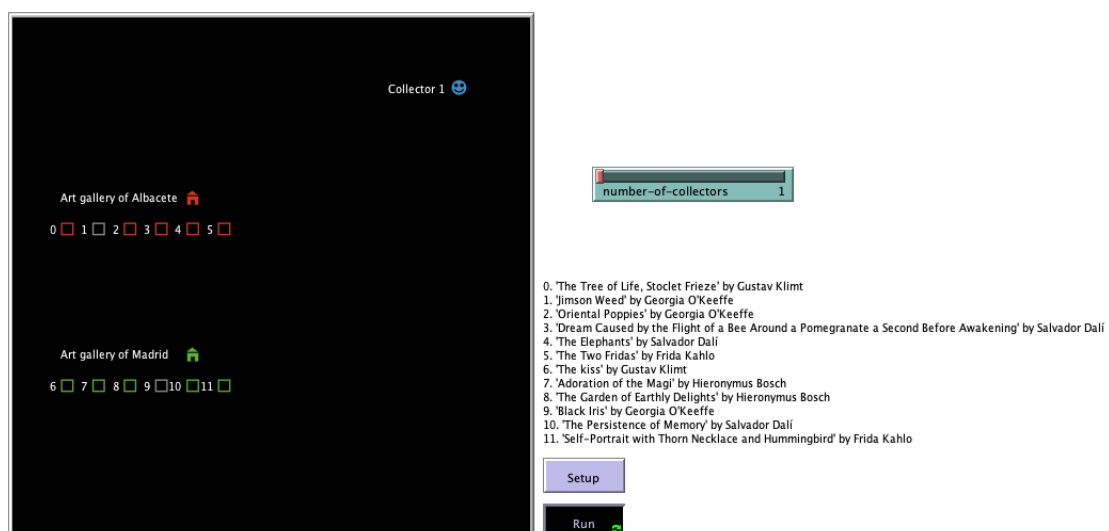 Collector 1
number-of-collectors 1
Art gallery of Albacete
0 1 2 3 4 5
0. 'The Tree of Life, Stoclet Frieze' by Gustav Klimt
1. 'Jimson Weed' by Georgia O'Keeffe
2. 'Oriental Poppies' by Georgia O'Keeffe
3. 'Dream Caused by the Flight of a Bee Around a Pomegranate a Second Before Awakening' by Salvador Dalí
4. 'The Elephants' by Salvador Dalí
5. 'The Two Fridas' by Frida Kahlo
6. 'The kiss' by Gustav Klimt
7. 'Adoration of the Magi' by Hieronymus Bosch
8. 'The Garden of Earthly Delights' by Hieronymus Bosch
9. 'Black Iris' by Georgia O'Keeffe
10. 'The Persistence of Memory' by Salvador Dalí
11. 'Self-Portrait with Thorn Necklace and Hummingbird' by Frida Kahlo
Art gallery of Madrid
6 7 8 9 10 11
Setup
Run